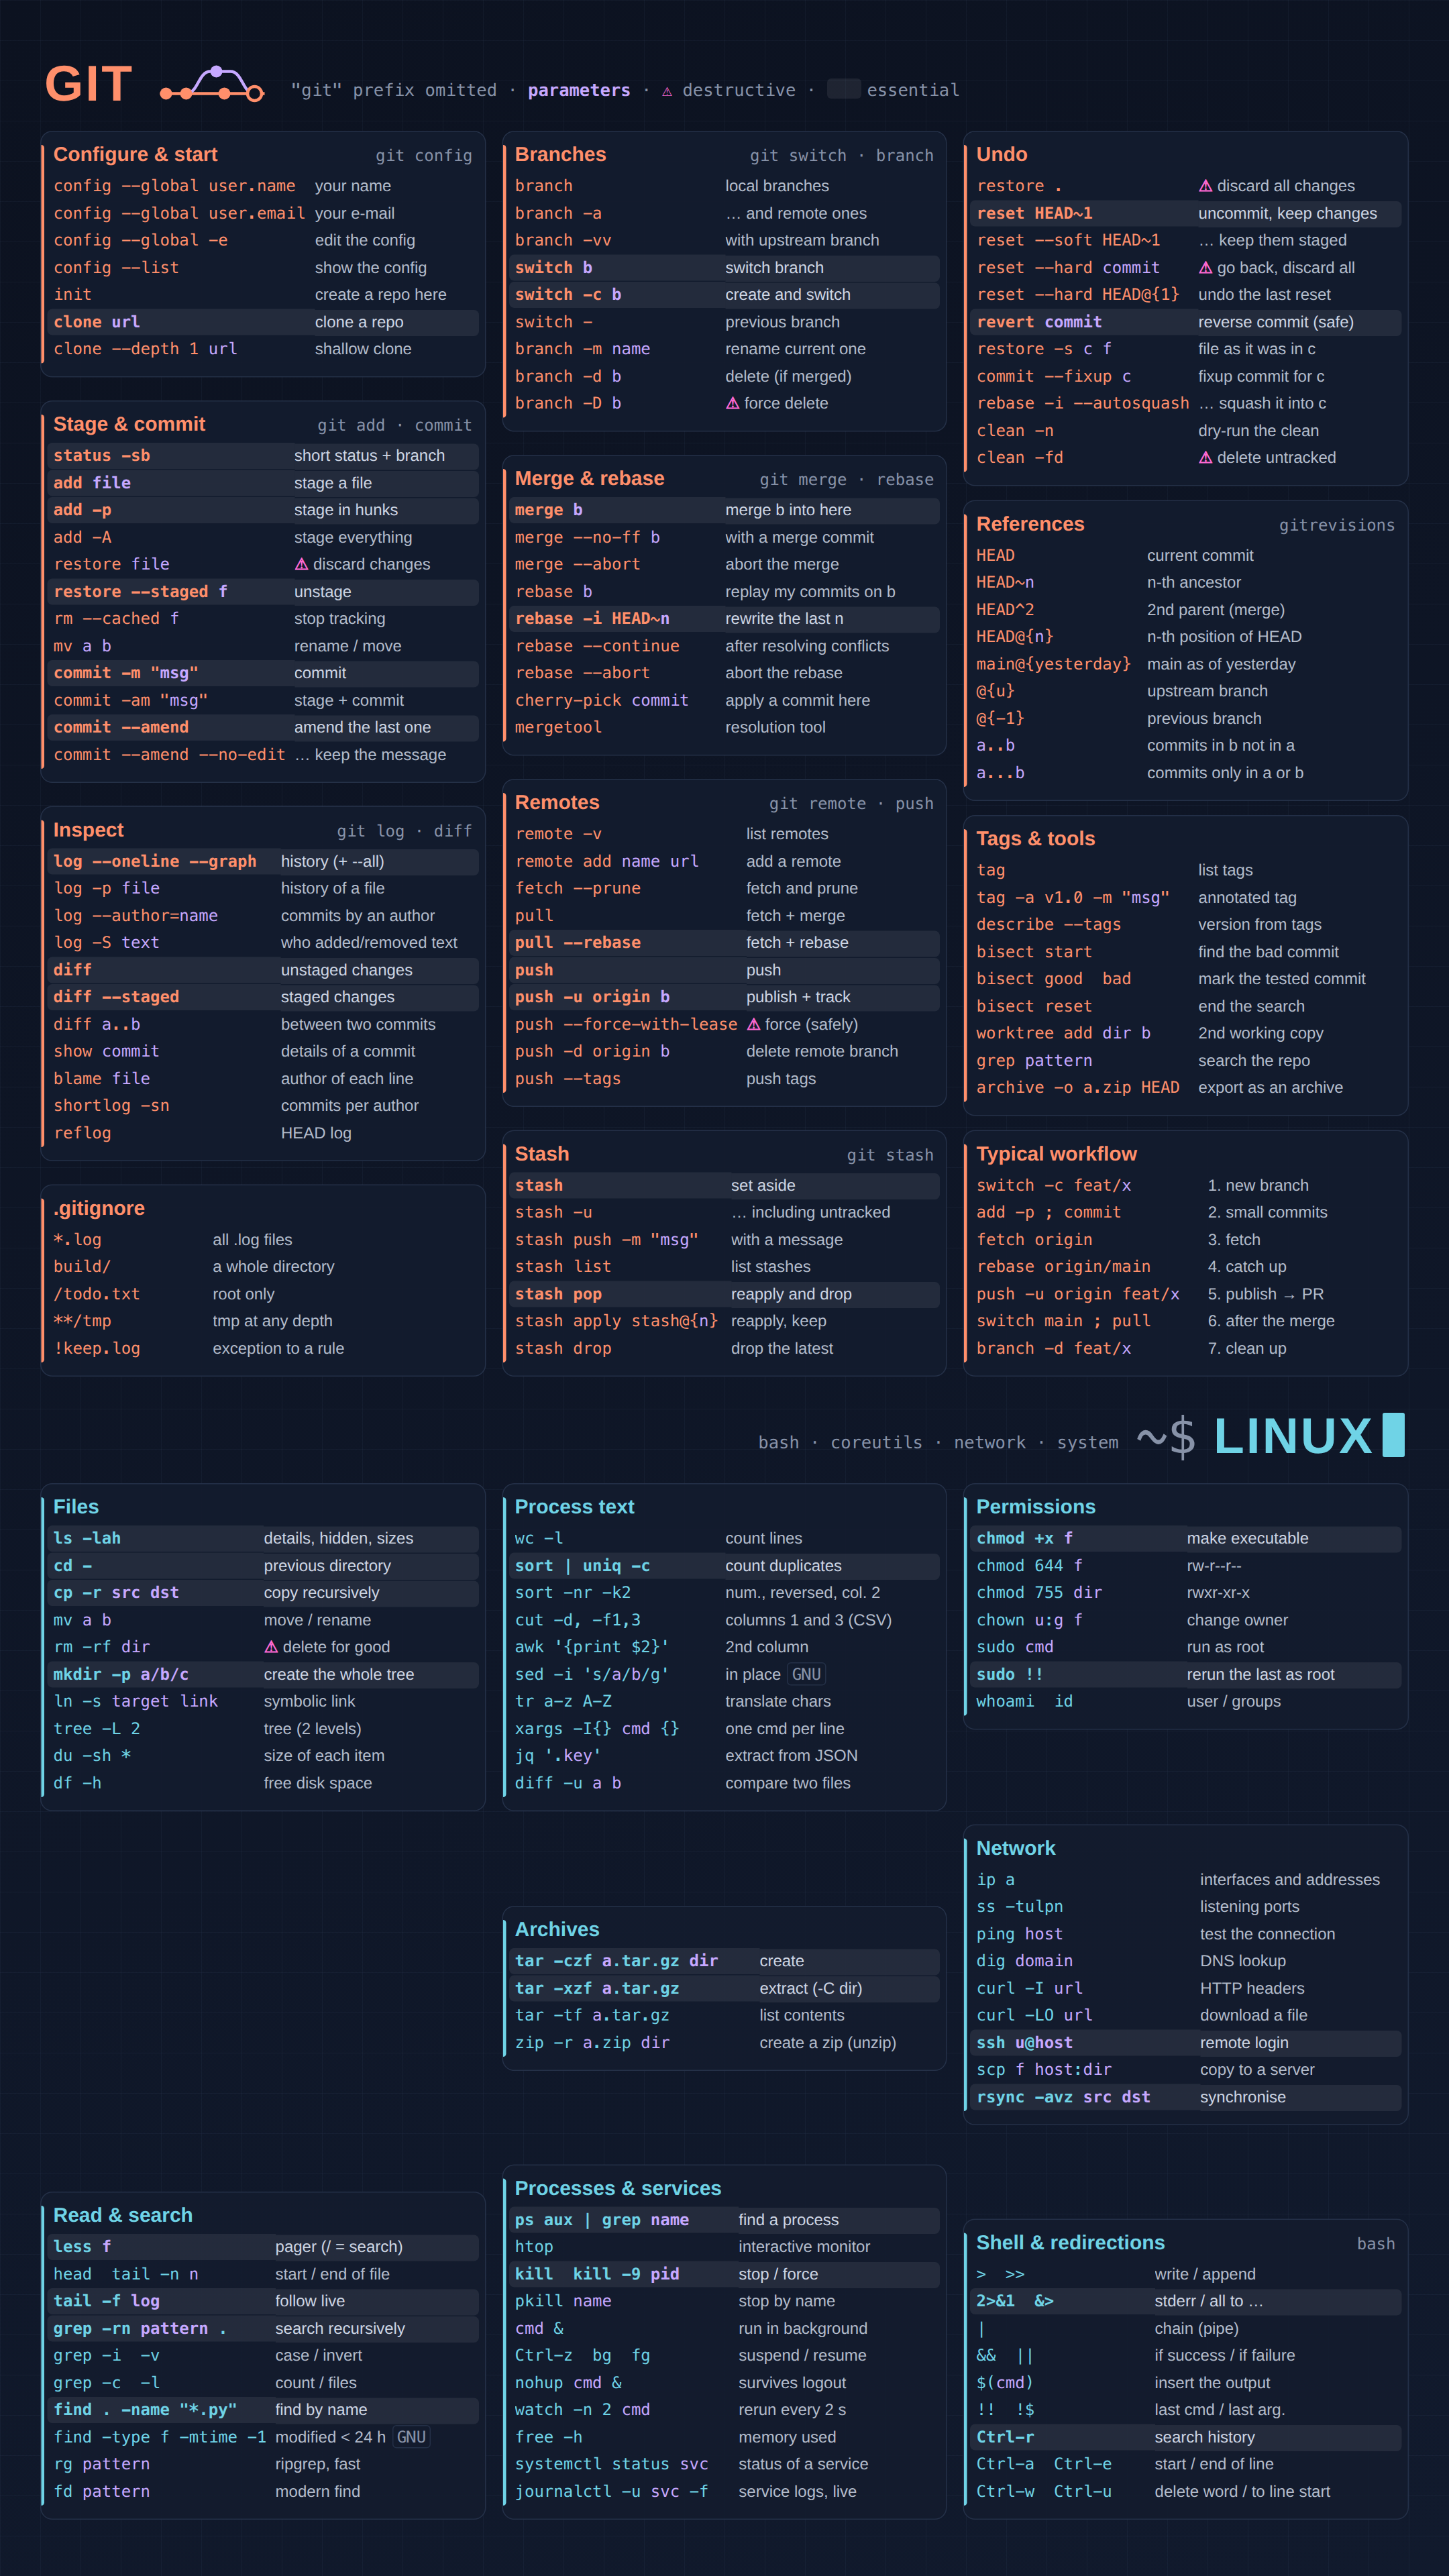 GIT "git" prefix omitted · parameters · ⚠ destructive · essential
Configure & start git config
config --global user.name your name
config --global user.email your e-mail
config --global -e edit the config
config --list show the config
init create a repo here
clone url clone a repo
clone --depth 1 url shallow clone
Stage & commit git add · commit
status -sb short status + branch
add file stage a file
add -p stage in hunks
add -A stage everything
restore file ⚠ discard changes
restore --staged f unstage
rm --cached f stop tracking
mv a b rename / move
commit -m "msg" commit
commit -am "msg" stage + commit
commit --amend amend the last one
commit --amend --no-edit … keep the message
Inspect git log · diff
log --oneline --graph history (+ --all)
log -p file history of a file
log --author=name commits by an author
log -S text who added/removed text
diff unstaged changes
diff --staged staged changes
diff a..b between two commits
show commit details of a commit
blame file author of each line
shortlog -sn commits per author
reflog HEAD log
.gitignore
*.log all .log files
build/ a whole directory
/todo.txt root only
**/tmp tmp at any depth
!keep.log exception to a rule
Branches git switch · branch
branch local branches
branch -a … and remote ones
branch -vv with upstream branch
switch b switch branch
switch -c b create and switch
switch - previous branch
branch -m name rename current one
branch -d b delete (if merged)
branch -D b ⚠ force delete
Merge & rebase git merge · rebase
merge b merge b into here
merge --no-ff b with a merge commit
merge --abort abort the merge
rebase b replay my commits on b
rebase -i HEAD~n rewrite the last n
rebase --continue after resolving conflicts
rebase --abort abort the rebase
cherry-pick commit apply a commit here
mergetool resolution tool
Remotes git remote · push
remote -v list remotes
remote add name url add a remote
fetch --prune fetch and prune
pull fetch + merge
pull --rebase fetch + rebase
push push
push -u origin b publish + track
push --force-with-lease ⚠ force (safely)
push -d origin b delete remote branch
push --tags push tags
Stash git stash
stash set aside
stash -u … including untracked
stash push -m "msg" with a message
stash list list stashes
stash pop reapply and drop
stash apply stash@{n} reapply, keep
stash drop drop the latest
Undo
restore . ⚠ discard all changes
reset HEAD~1 uncommit, keep changes
reset --soft HEAD~1 … keep them staged
reset --hard commit ⚠ go back, discard all
reset --hard HEAD@{1} undo the last reset
revert commit reverse commit (safe)
restore -s c f file as it was in c
commit --fixup c fixup commit for c
rebase -i --autosquash … squash it into c
clean -n dry-run the clean
clean -fd ⚠ delete untracked
References gitrevisions
HEAD current commit
HEAD~n n-th ancestor
HEAD^2 2nd parent (merge)
HEAD@{n} n-th position of HEAD
main@{yesterday} main as of yesterday
@{u} upstream branch
@{-1} previous branch
a..b commits in b not in a
a...b commits only in a or b
Tags & tools
tag list tags
tag -a v1.0 -m "msg" annotated tag
describe --tags version from tags
bisect start find the bad commit
bisect good bad mark the tested commit
bisect reset end the search
worktree add dir b 2nd working copy
grep pattern search the repo
archive -o a.zip HEAD export as an archive
Typical workflow
switch -c feat/x 1. new branch
add -p ; commit 2. small commits
fetch origin 3. fetch
rebase origin/main 4. catch up
push -u origin feat/x 5. publish → PR
switch main ; pull 6. after the merge
branch -d feat/x 7. clean up
bash · coreutils · network · system ~$ LINUX
Files
ls -lah details, hidden, sizes
cd - previous directory
cp -r src dst copy recursively
mv a b move / rename
rm -rf dir ⚠ delete for good
mkdir -p a/b/c create the whole tree
ln -s target link symbolic link
tree -L 2 tree (2 levels)
du -sh * size of each item
df -h free disk space
Read & search
less f pager (/ = search)
head tail -n n start / end of file
tail -f log follow live
grep -rn pattern . search recursively
grep -i -v case / invert
grep -c -l count / files
find . -name "*.py" find by name
find -type f -mtime -1 modified < 24 h GNU
rg pattern ripgrep, fast
fd pattern modern find
Process text
wc -l count lines
sort | uniq -c count duplicates
sort -nr -k2 num., reversed, col. 2
cut -d, -f1,3 columns 1 and 3 (CSV)
awk '{print $2}' 2nd column
sed -i 's/a/b/g' in place GNU
tr a-z A-Z translate chars
xargs -I{} cmd {} one cmd per line
jq '.key' extract from JSON
diff -u a b compare two files
Archives
tar -czf a.tar.gz dir create
tar -xzf a.tar.gz extract (-C dir)
tar -tf a.tar.gz list contents
zip -r a.zip dir create a zip (unzip)
Processes & services
ps aux | grep name find a process
htop interactive monitor
kill kill -9 pid stop / force
pkill name stop by name
cmd & run in background
Ctrl-z bg fg suspend / resume
nohup cmd & survives logout
watch -n 2 cmd rerun every 2 s
free -h memory used
systemctl status svc status of a service
journalctl -u svc -f service logs, live
Permissions
chmod +x f make executable
chmod 644 f rw-r--r--
chmod 755 dir rwxr-xr-x
chown u:g f change owner
sudo cmd run as root
sudo !! rerun the last as root
whoami id user / groups
Network
ip a interfaces and addresses
ss -tulpn listening ports
ping host test the connection
dig domain DNS lookup
curl -I url HTTP headers
curl -LO url download a file
ssh u@host remote login
scp f host:dir copy to a server
rsync -avz src dst synchronise
Shell & redirections bash
> >> write / append
2>&1 &> stderr / all to …
| chain (pipe)
&& || if success / if failure
$(cmd) insert the output
!! !$ last cmd / last arg.
Ctrl-r search history
Ctrl-a Ctrl-e start / end of line
Ctrl-w Ctrl-u delete word / to line start